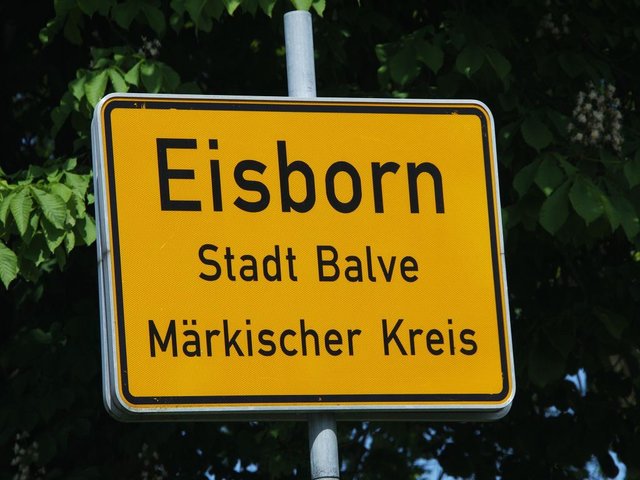 Eisborn
Stadt Balve
Märkischer Kreis